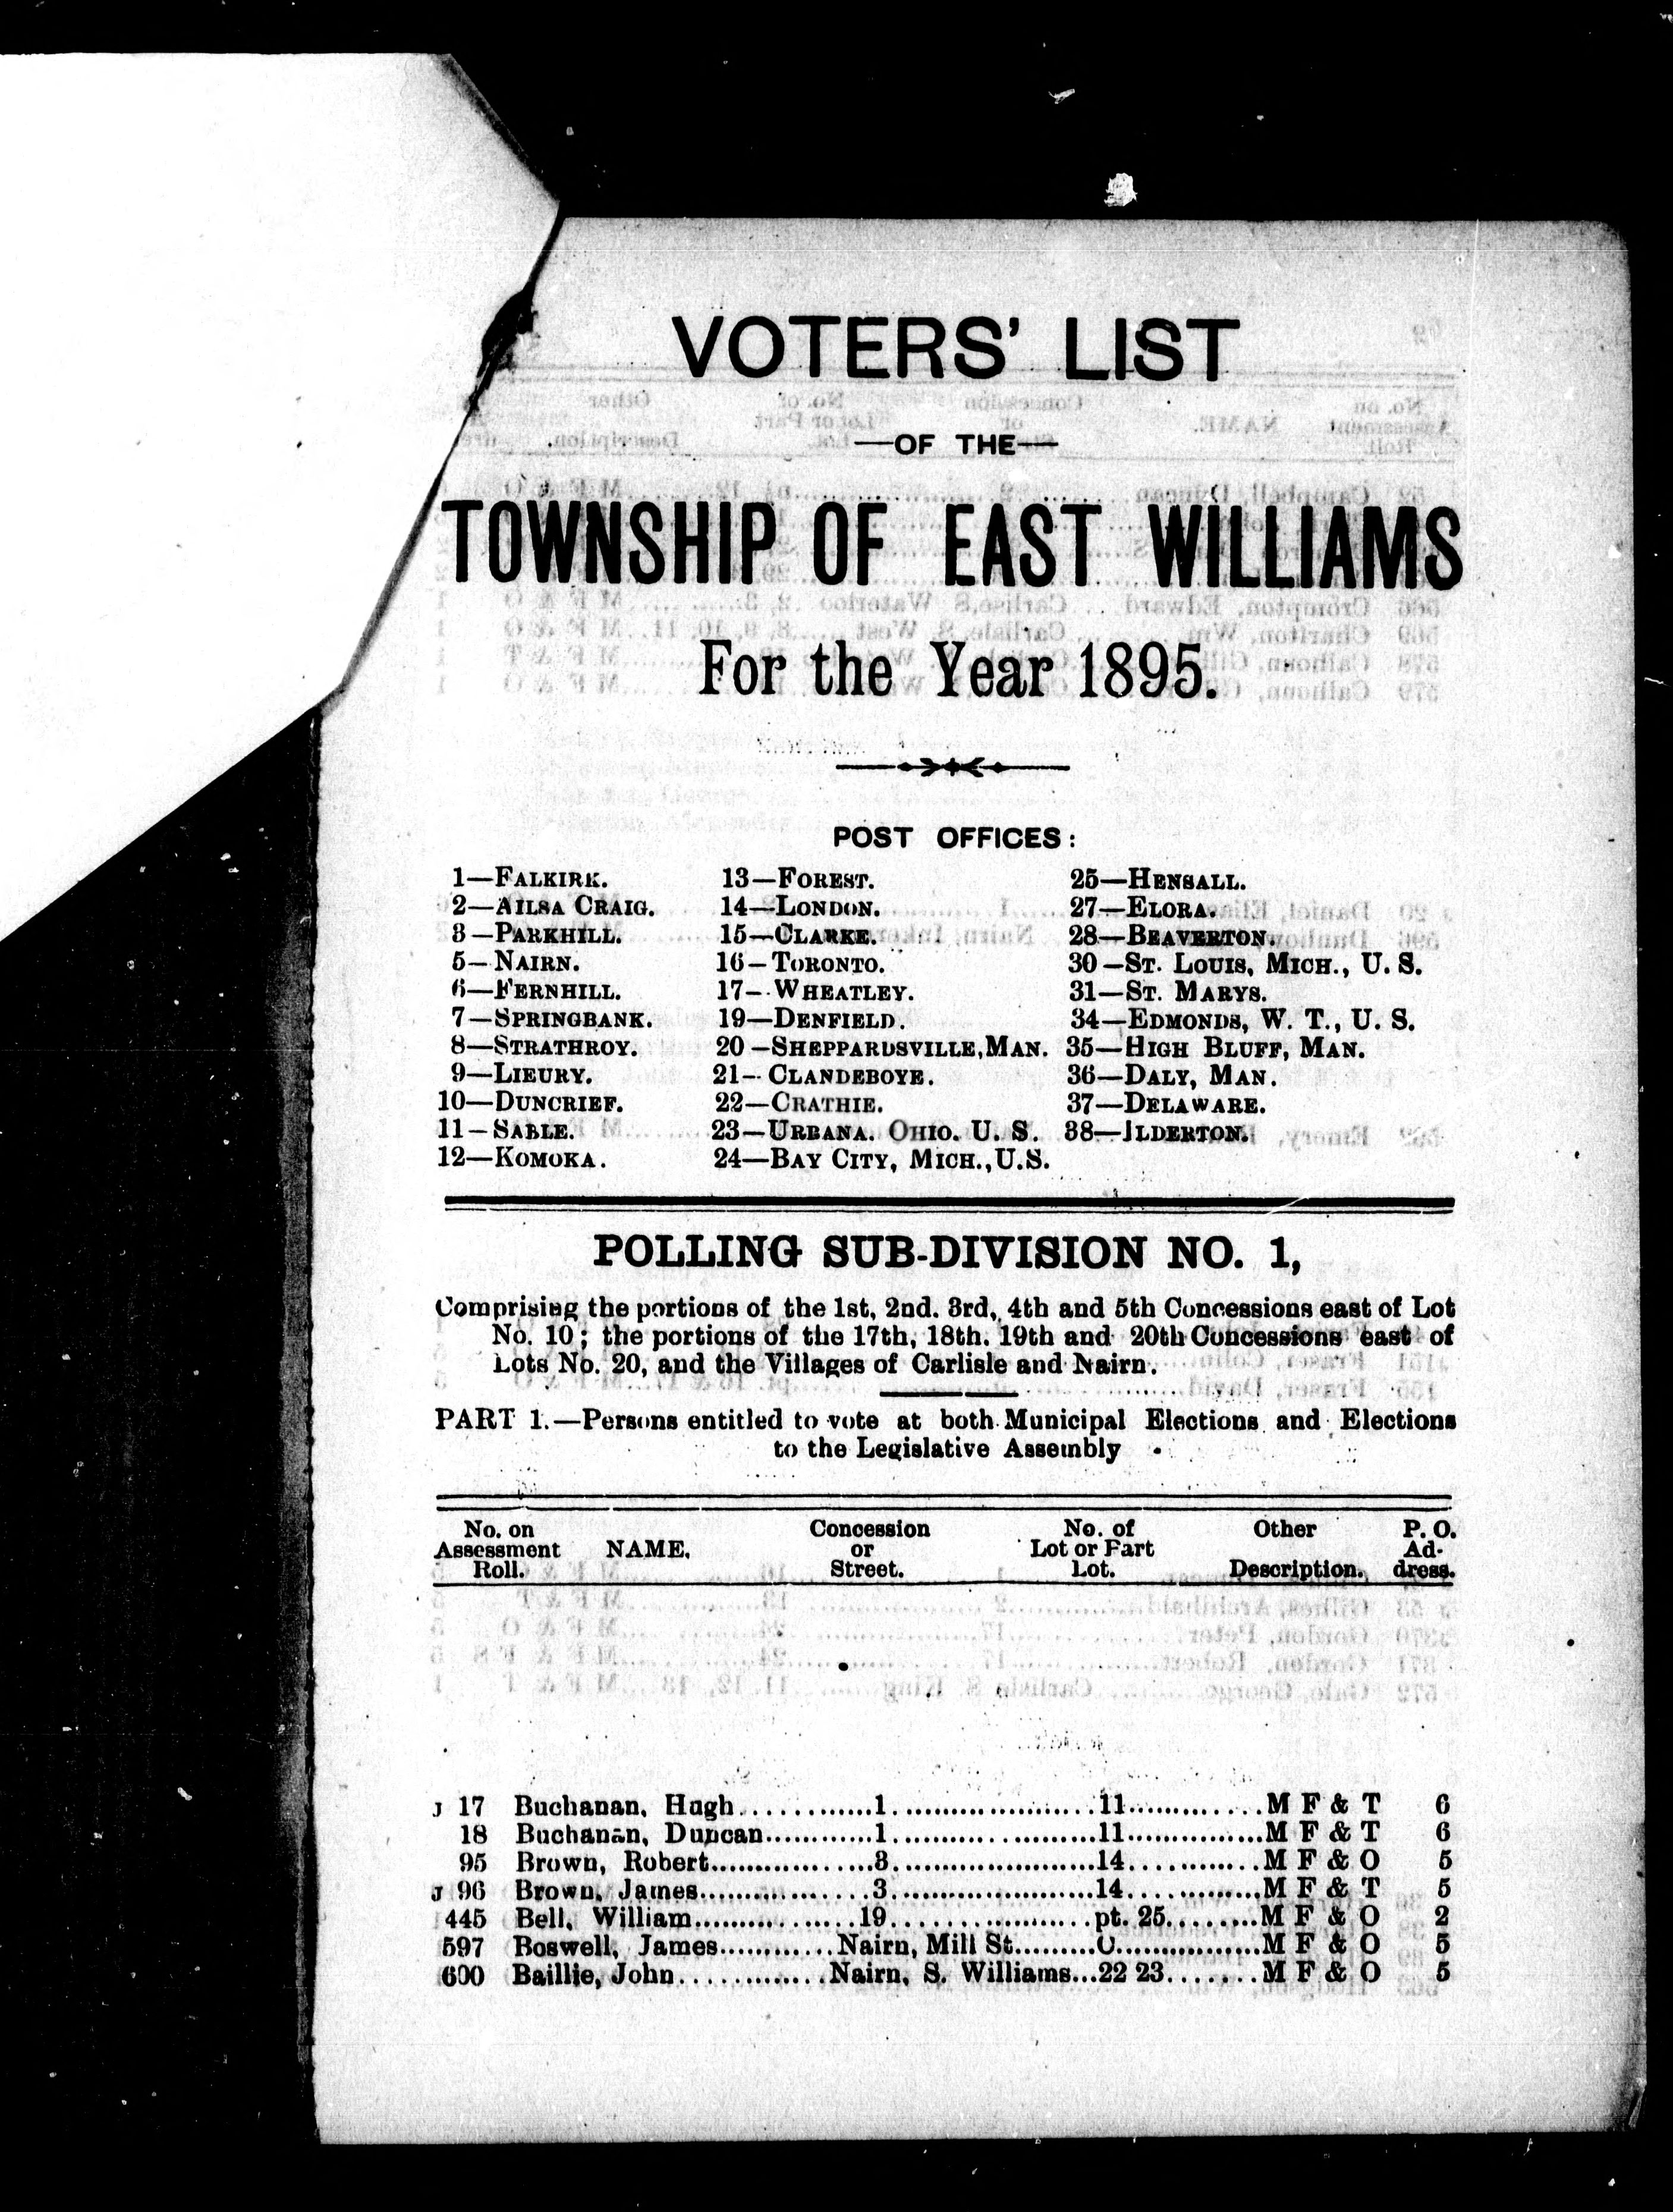 VOTERS' LIST
—OF THE—
TOWNSHIP OF EAST WILLIAMS
For the Year 1895.
POST OFFICES:
1—FALKIRK.
2—AILSA CRAIG.
3—PARKHILL.
5—NAIRN.
6—FERNHILL.
7—SPRINGBANK.
8—STRATHROY.
9—LIEURY.
10—DUNCRIEF.
11—SABLE.
12—KOMOKA.
13—FOREST.
14—LONDON.
15—CLARKE.
16—TORONTO.
17—WHEATLEY.
19—DENFIELD.
20—SHEPPARDSVILLE, MAN.
21—CLANDEBOYE.
22—CRATHIE.
23—URBANA. OHIO. U. S.
24—BAY CITY, MICH., U.S.
25—HENSALL.
27—ELORA.
28—BEAVERTON.
30—ST. LOUIS, MICH., U. S.
31—ST. MARYS.
34—EDMONDS, W. T., U. S.
35—HIGH BLUFF, MAN.
36—DALY, MAN.
37—DELAWARE.
38—ILDERTON.
POLLING SUB-DIVISION NO. 1,
Comprising the portions of the 1st, 2nd. 3rd, 4th and 5th Concessions east of Lot
No. 10; the portions of the 17th, 18th. 19th and 20th Concessions east of
Lots No. 20, and the Villages of Carlisle and Nairn.
PART 1.—Persons entitled to vote at both Municipal Elections and Elections
to the Legislative Assembly
No. on Assessment Roll. NAME. Concession or Street. No. of Lot or Part Lot. Other Description. P. O. Ad-dress.
J 17 Buchanan, Hugh.............1......................11.............M F & T 6
18 Buchanan, Duncan............1......................11...............M F & T 6
95 Brown, Robert.................3......................14.............M F & O 5
J 96 Brown, James.................3......................14.............M F & T 5
445 Bell, William.................19......................pt. 25.........M F & O 2
597 Boswell, James............Nairn, Mill St.........O................M F & O 5
600 Baillie, John.............Nairn, S. Williams...22 23.......M F & O 5